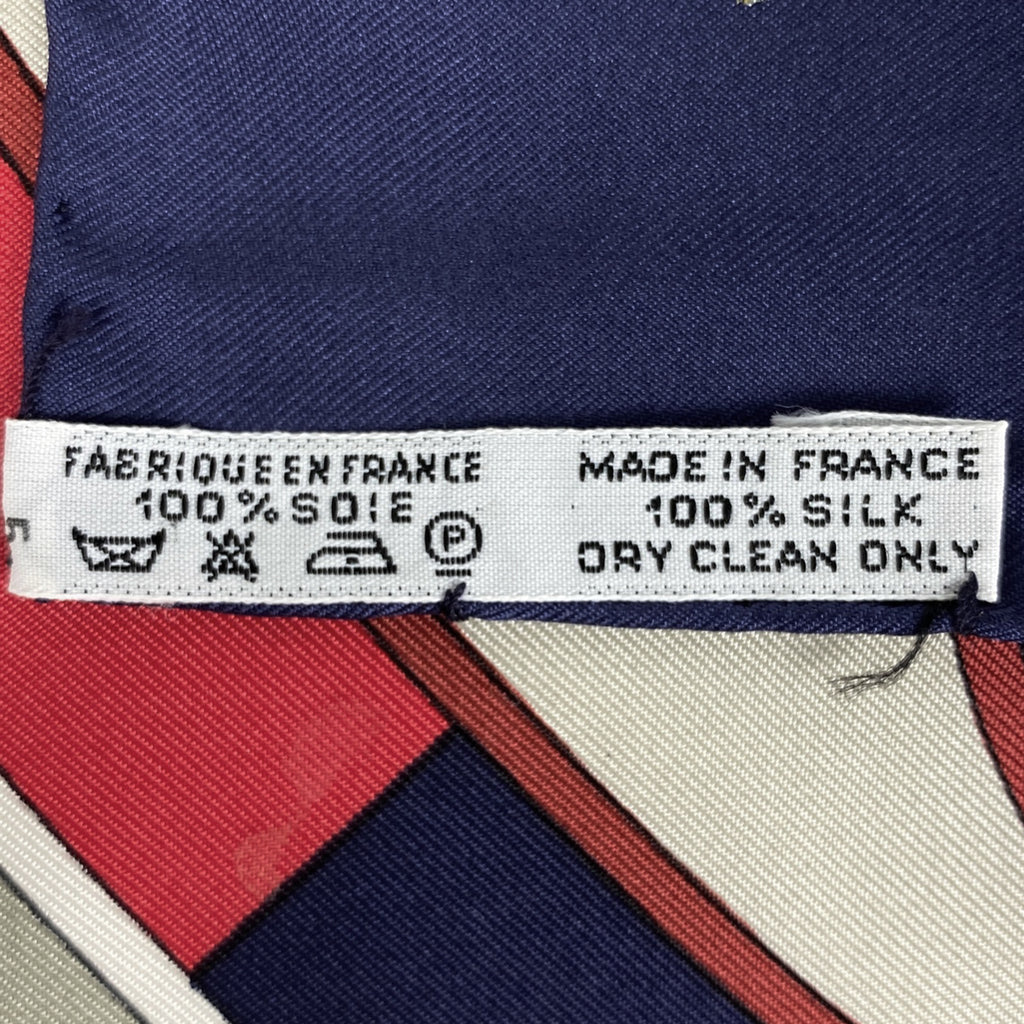 FABRIQUE EN FRANCE
100% SOIE
P
MADE IN FRANCE
100% SILK
DRY CLEAN ONLY